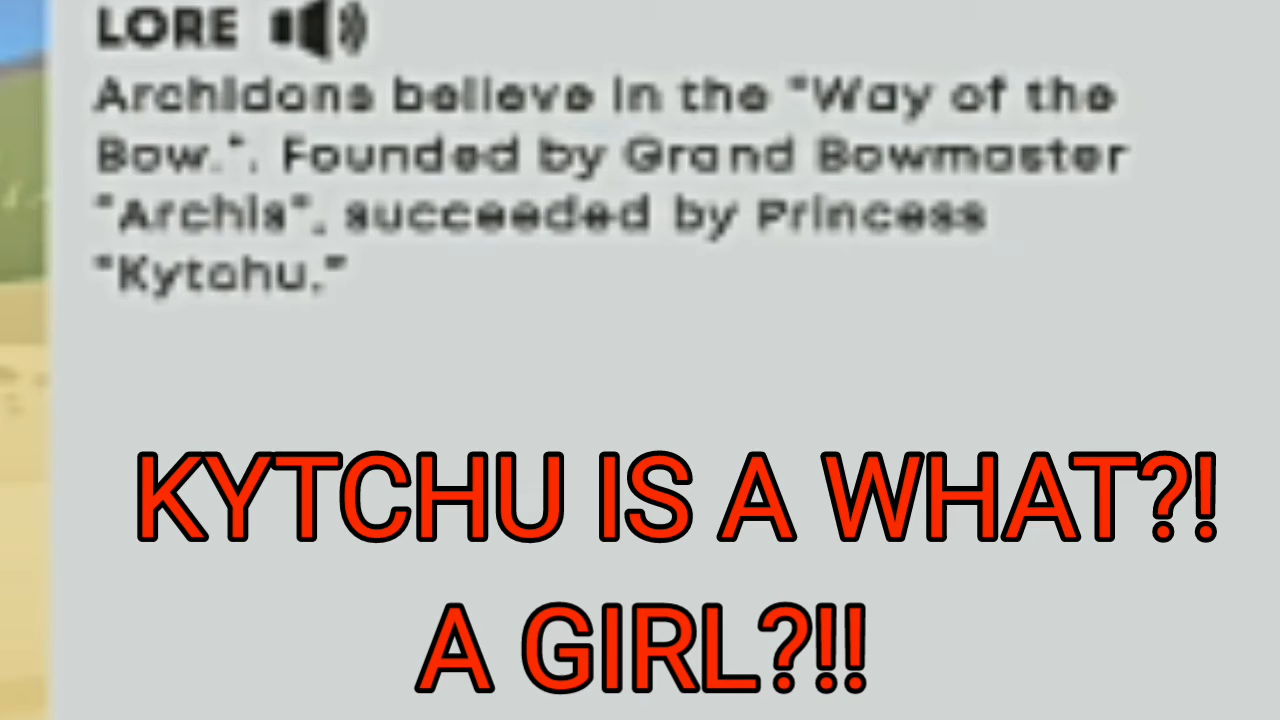 LORE
Archidons believe in the "Way of the
Bow.". Founded by Grand Bowmaster
"Archis", succeeded by Princess
"Kytchu."
KYTCHU IS A WHAT?!
A GIRL?!!